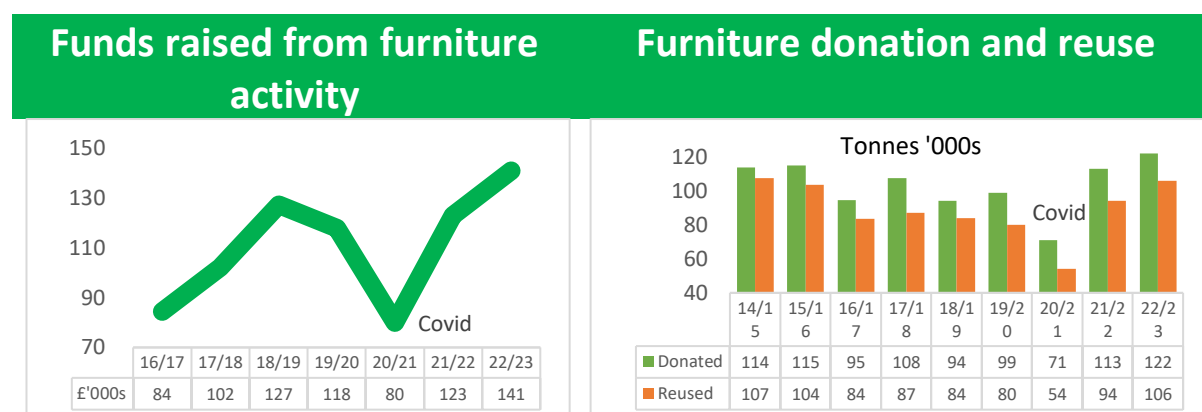 Funds raised from furniture
activity
Furniture donation and reuse
150
130
110
90
70
Covid
16/17 17/18 18/19 19/20 20/21 21/22 22/23
£'000s 84 102 127 118 80 123 141
Tonnes '000s
120
100
80
60
40
Covid
14/1 15/1 16/1 17/1 18/1 19/2 20/2 21/2 22/2
5 6 7 8 9 0 1 2 3
Donated 114 115 95 108 94 99 71 113 122
Reused 107 104 84 87 84 80 54 94 106